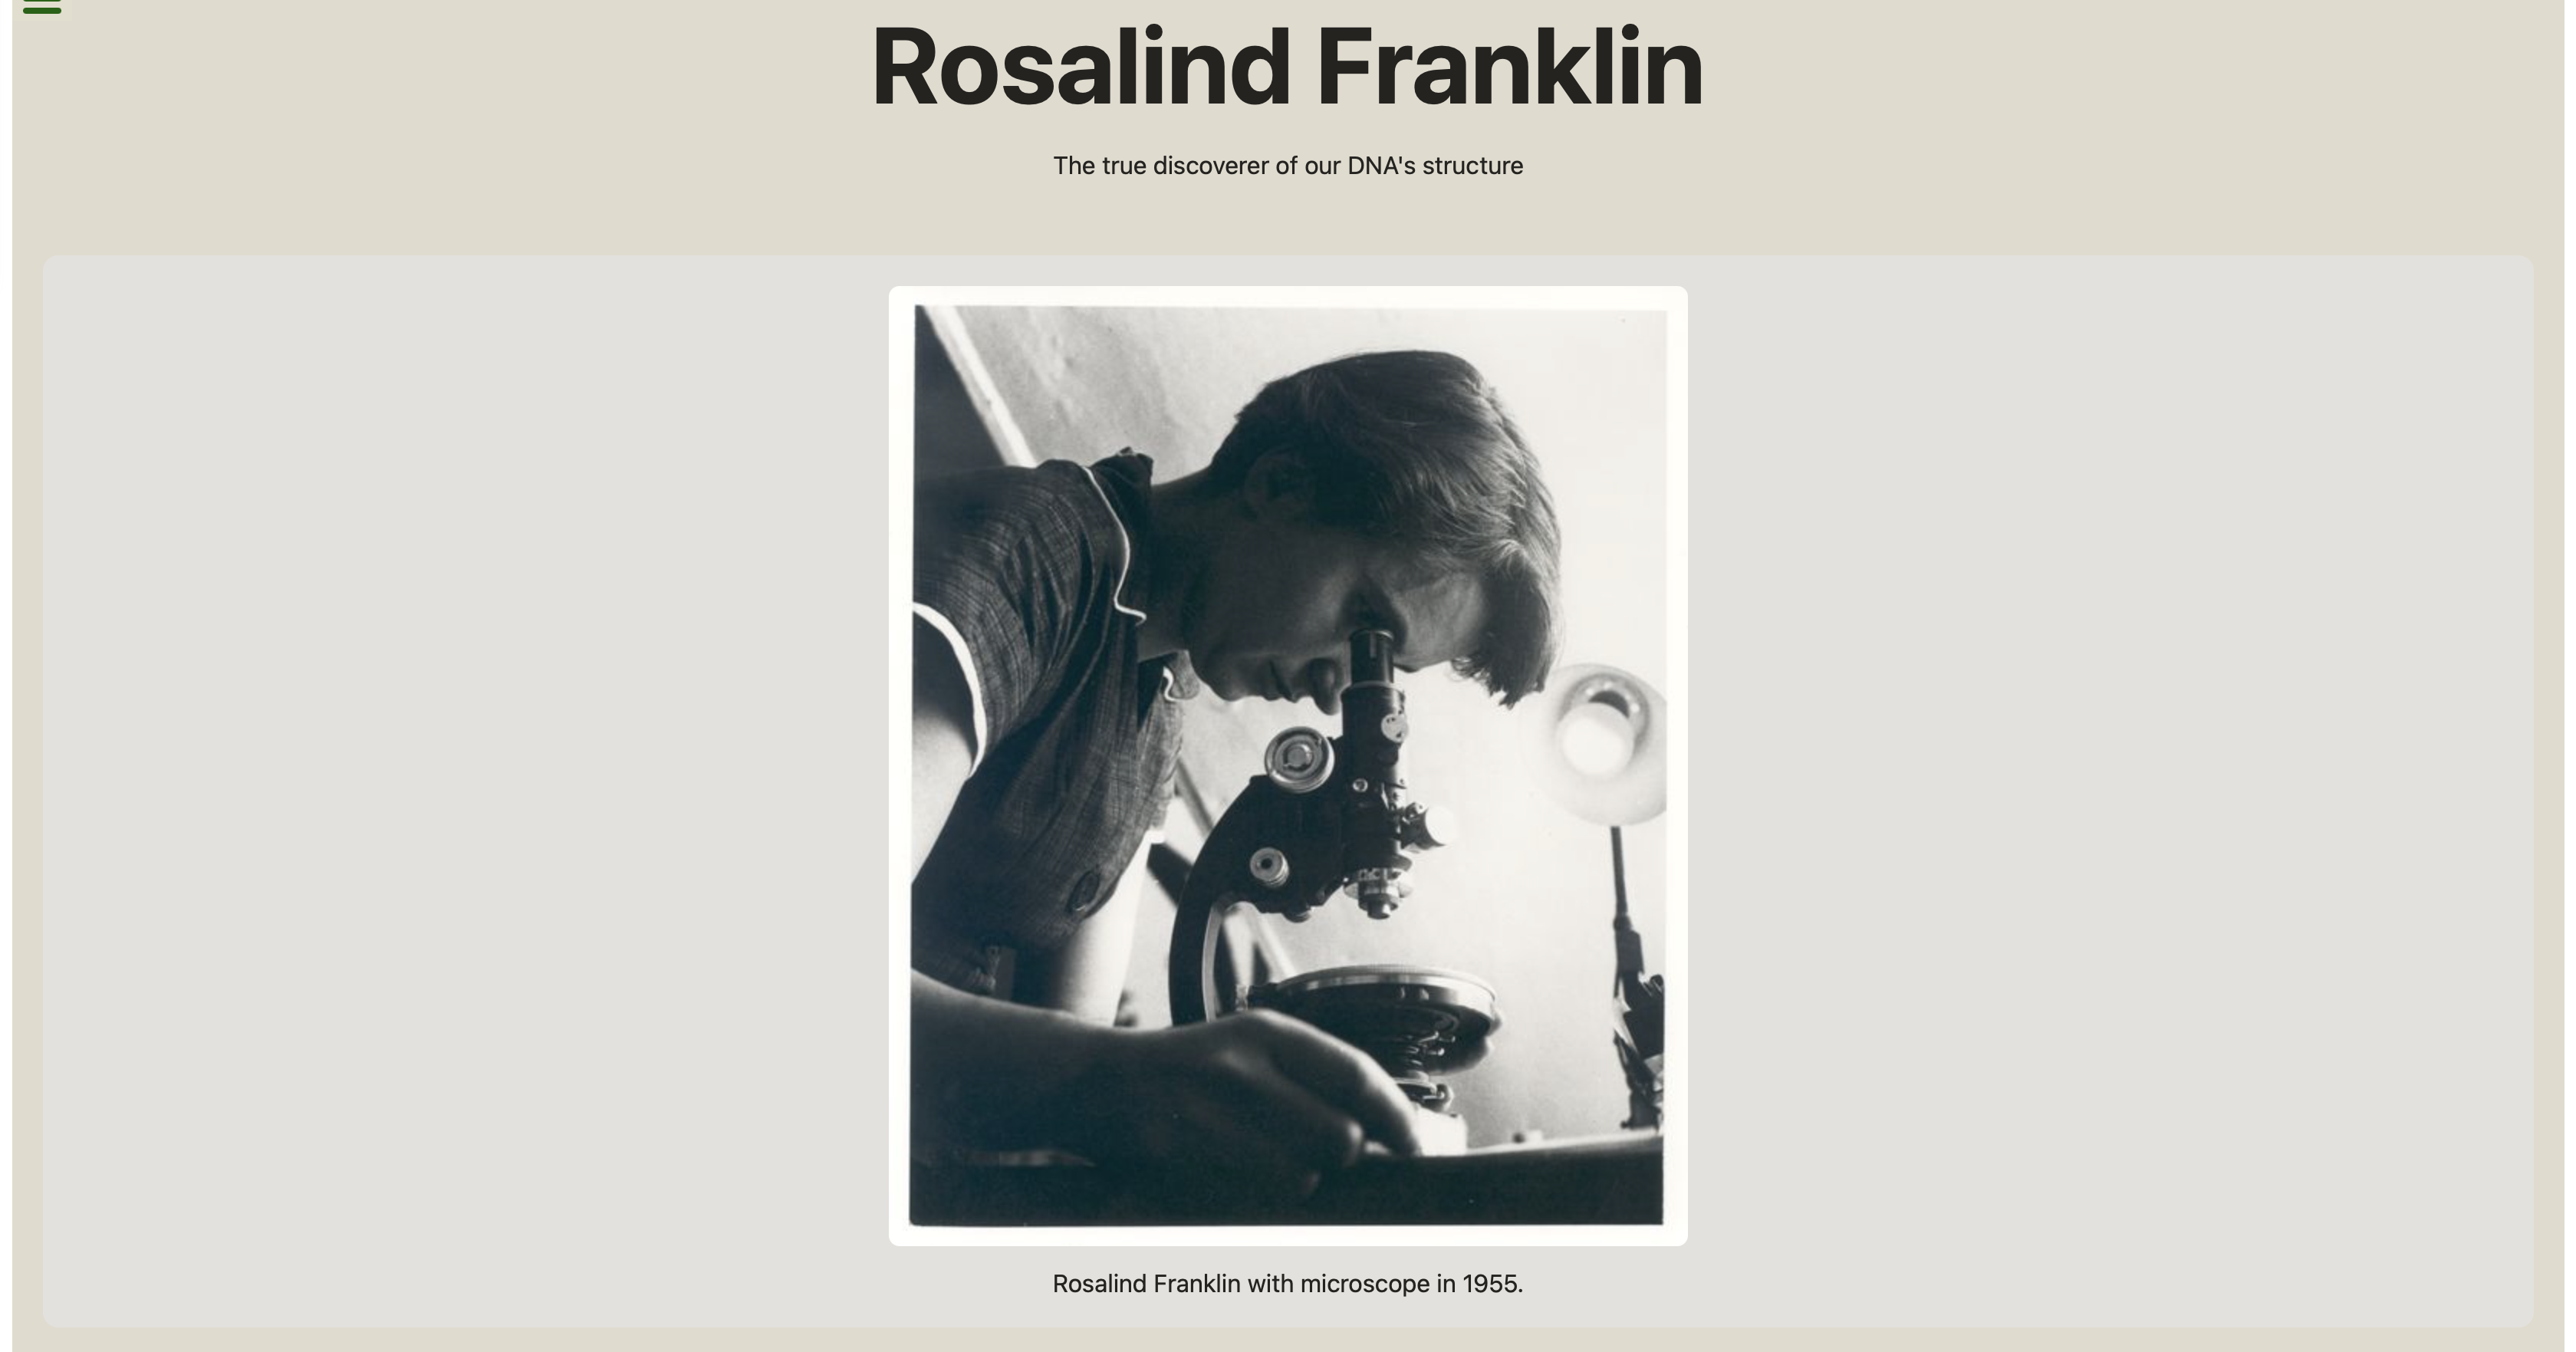 Rosalind Franklin
The true discoverer of our DNA's structure
Rosalind Franklin with microscope in 1955.